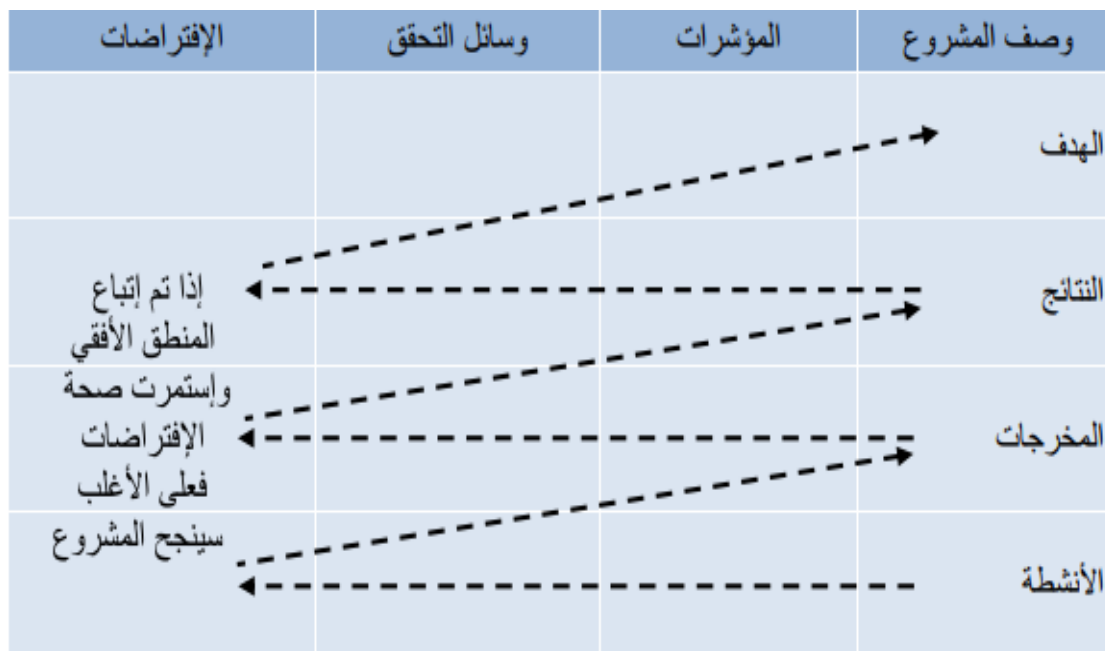 وصف المشروع
المؤشرات
وسائل التحقق
الإفتراضات
الهدف
النتائج
إذا تم إتباع
المنطق الأفقي
وإستمرت صحة
الإفتراضات
فعلى الأغلب
سينجح المشروع
المخرجات
الأنشطة